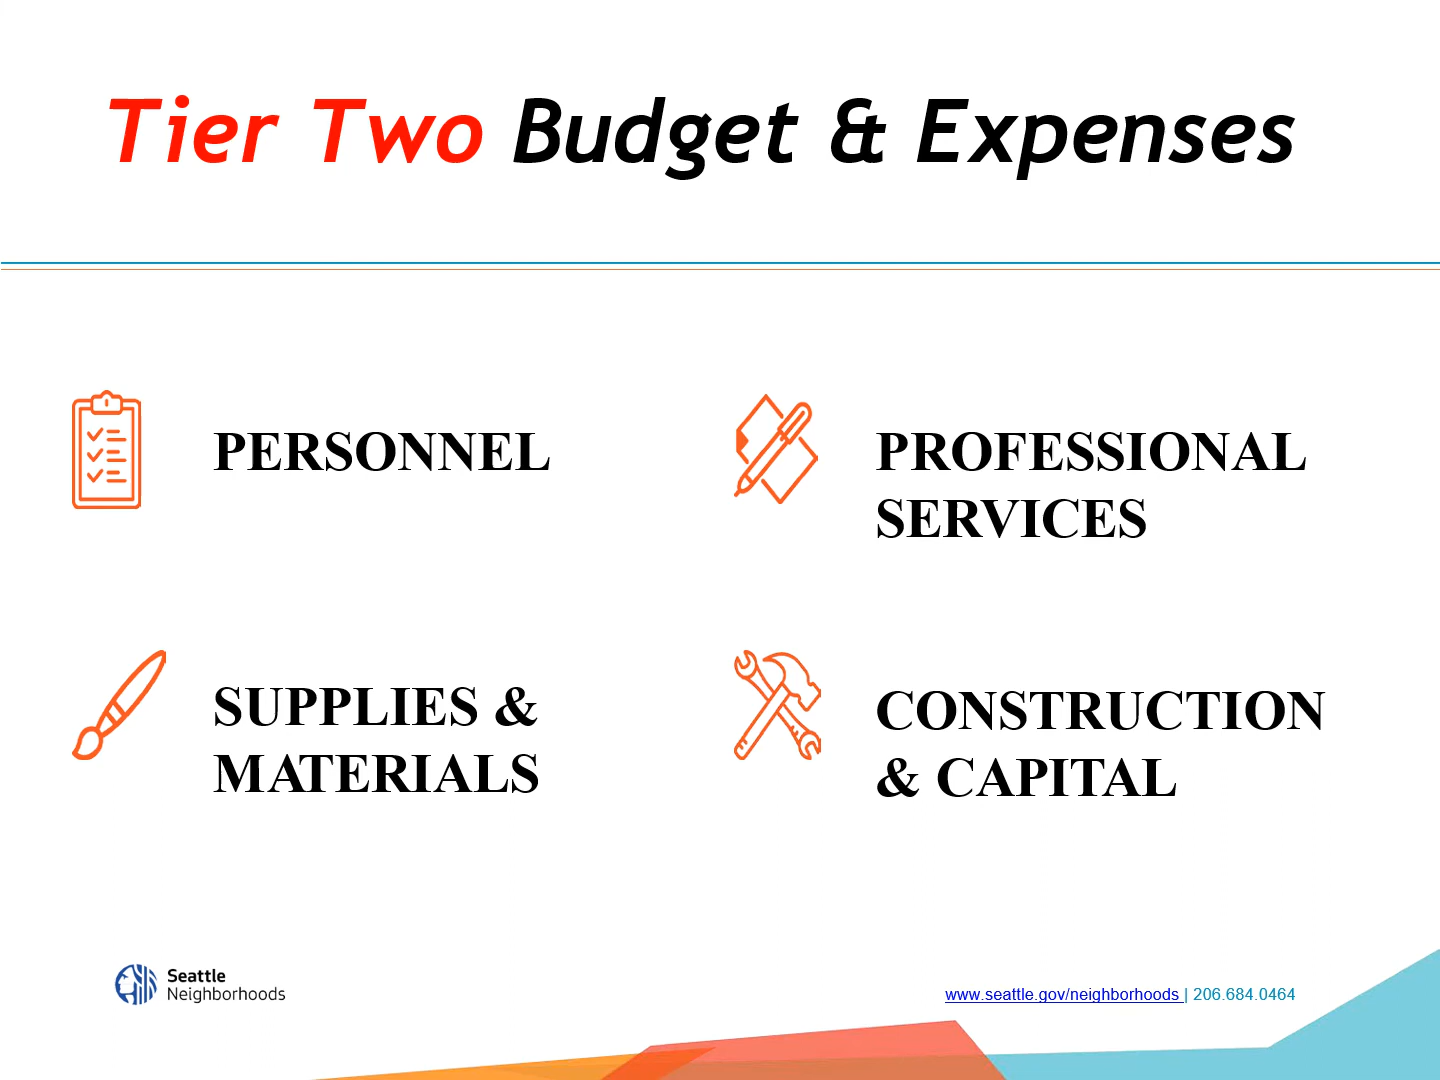 Tier Two Budget & Expenses
PERSONNEL
PROFESSIONAL
SERVICES
SUPPLIES &
MATERIALS
CONSTRUCTION
& CAPITAL
Seattle
Neighborhoods
www.seattle.gov/neighborhoods | 206.684.0464